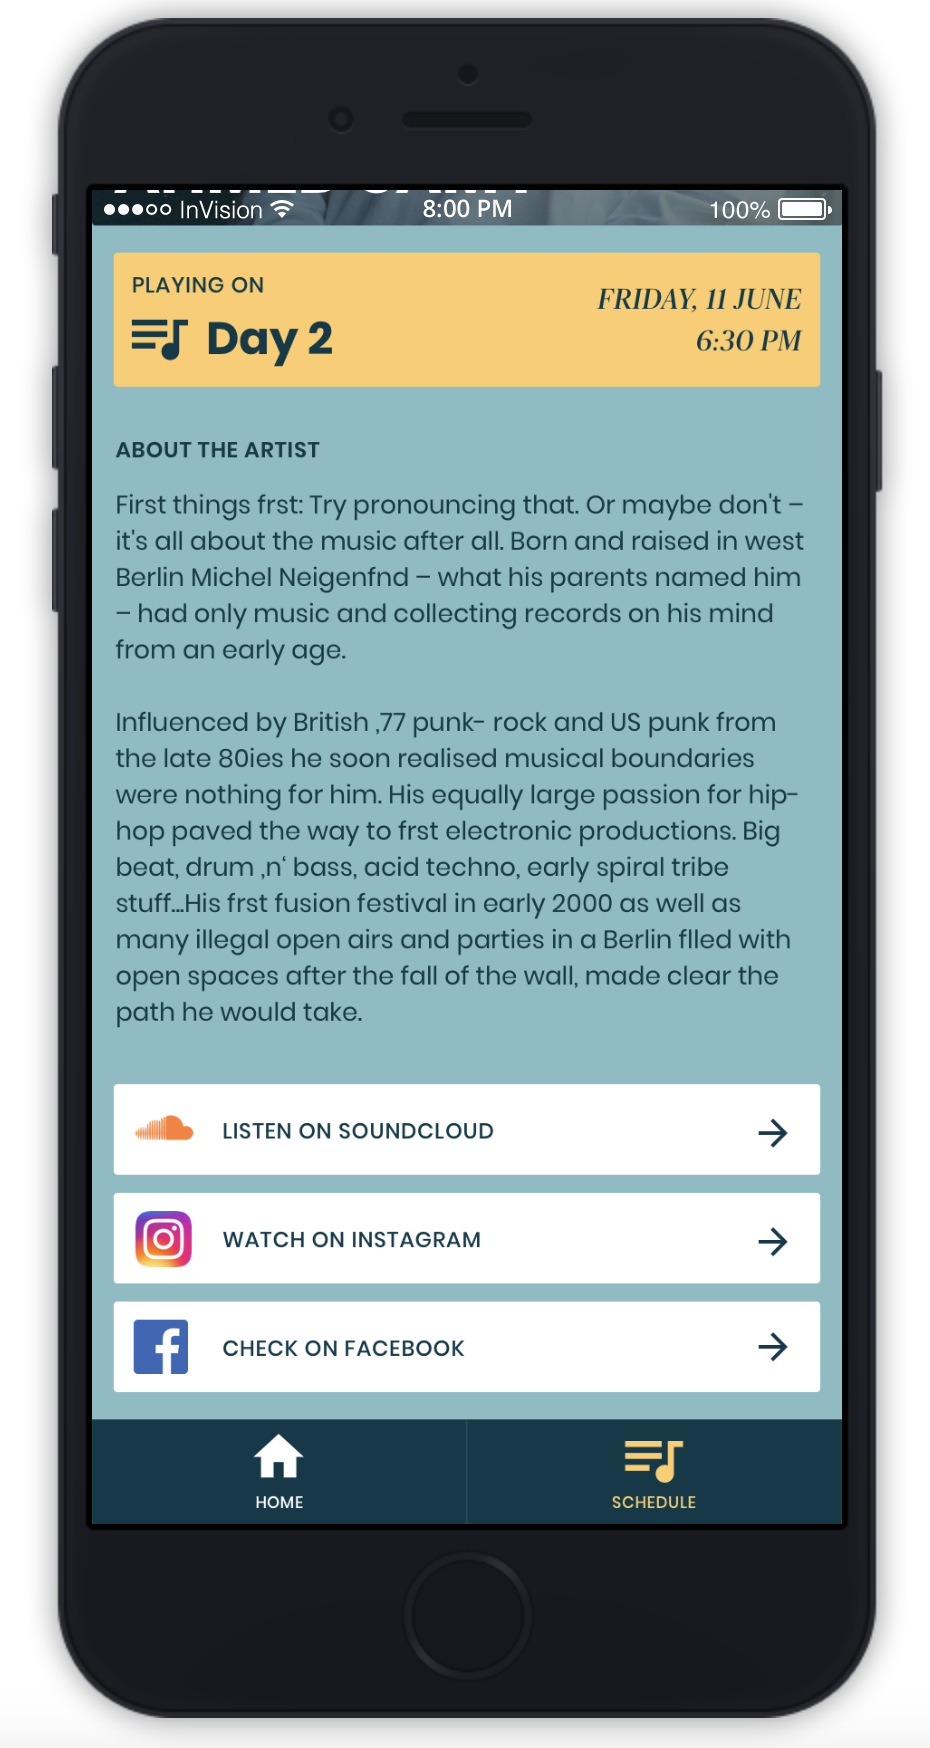 InVision
8:00 PM
100%
PLAYING ON
Day 2
FRIDAY, 11 JUNE
6:30 PM
ABOUT THE ARTIST
First things frst: Try pronouncing that. Or maybe don't –
it's all about the music after all. Born and raised in west
Berlin Michel Neigenfnd – what his parents named him
– had only music and collecting records on his mind
from an early age.
Influenced by British ‚77 punk- rock and US punk from
the late 80ies he soon realised musical boundaries
were nothing for him. His equally large passion for hip-
hop paved the way to frst electronic productions. Big
beat, drum ‚n‘ bass, acid techno, early spiral tribe
stuff...His frst fusion festival in early 2000 as well as
many illegal open airs and parties in a Berlin flled with
open spaces after the fall of the wall, made clear the
path he would take.
LISTEN ON SOUNDCLOUD
WATCH ON INSTAGRAM
CHECK ON FACEBOOK
HOME
SCHEDULE